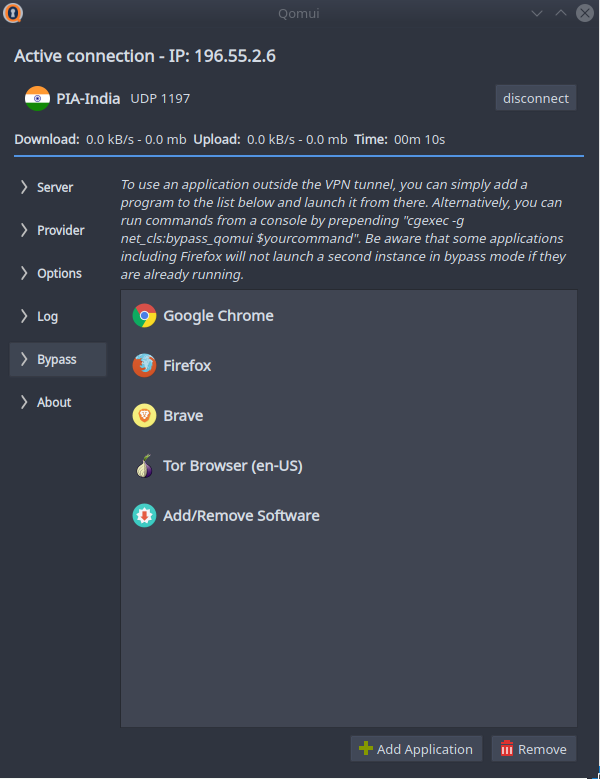 Qomui
Active connection - IP: 196.55.2.6
PIA-India UDP 1197 disconnect
Download: 0.0 kB/s - 0.0 mb Upload: 0.0 kB/s - 0.0 mb Time: 00m 10s
Server
Provider
Options
Log
Bypass
About
To use an application outside the VPN tunnel, you can simply add a
program to the list below and launch it from there. Alternatively, you can
run commands from a console by prepending "cgexec -g
net_cls:bypass_qomui $yourcommand". Be aware that some applications
including Firefox will not launch a second instance in bypass mode if they
are already running.
Google Chrome
Firefox
Brave
Tor Browser (en-US)
Add/Remove Software
Add Application Remove